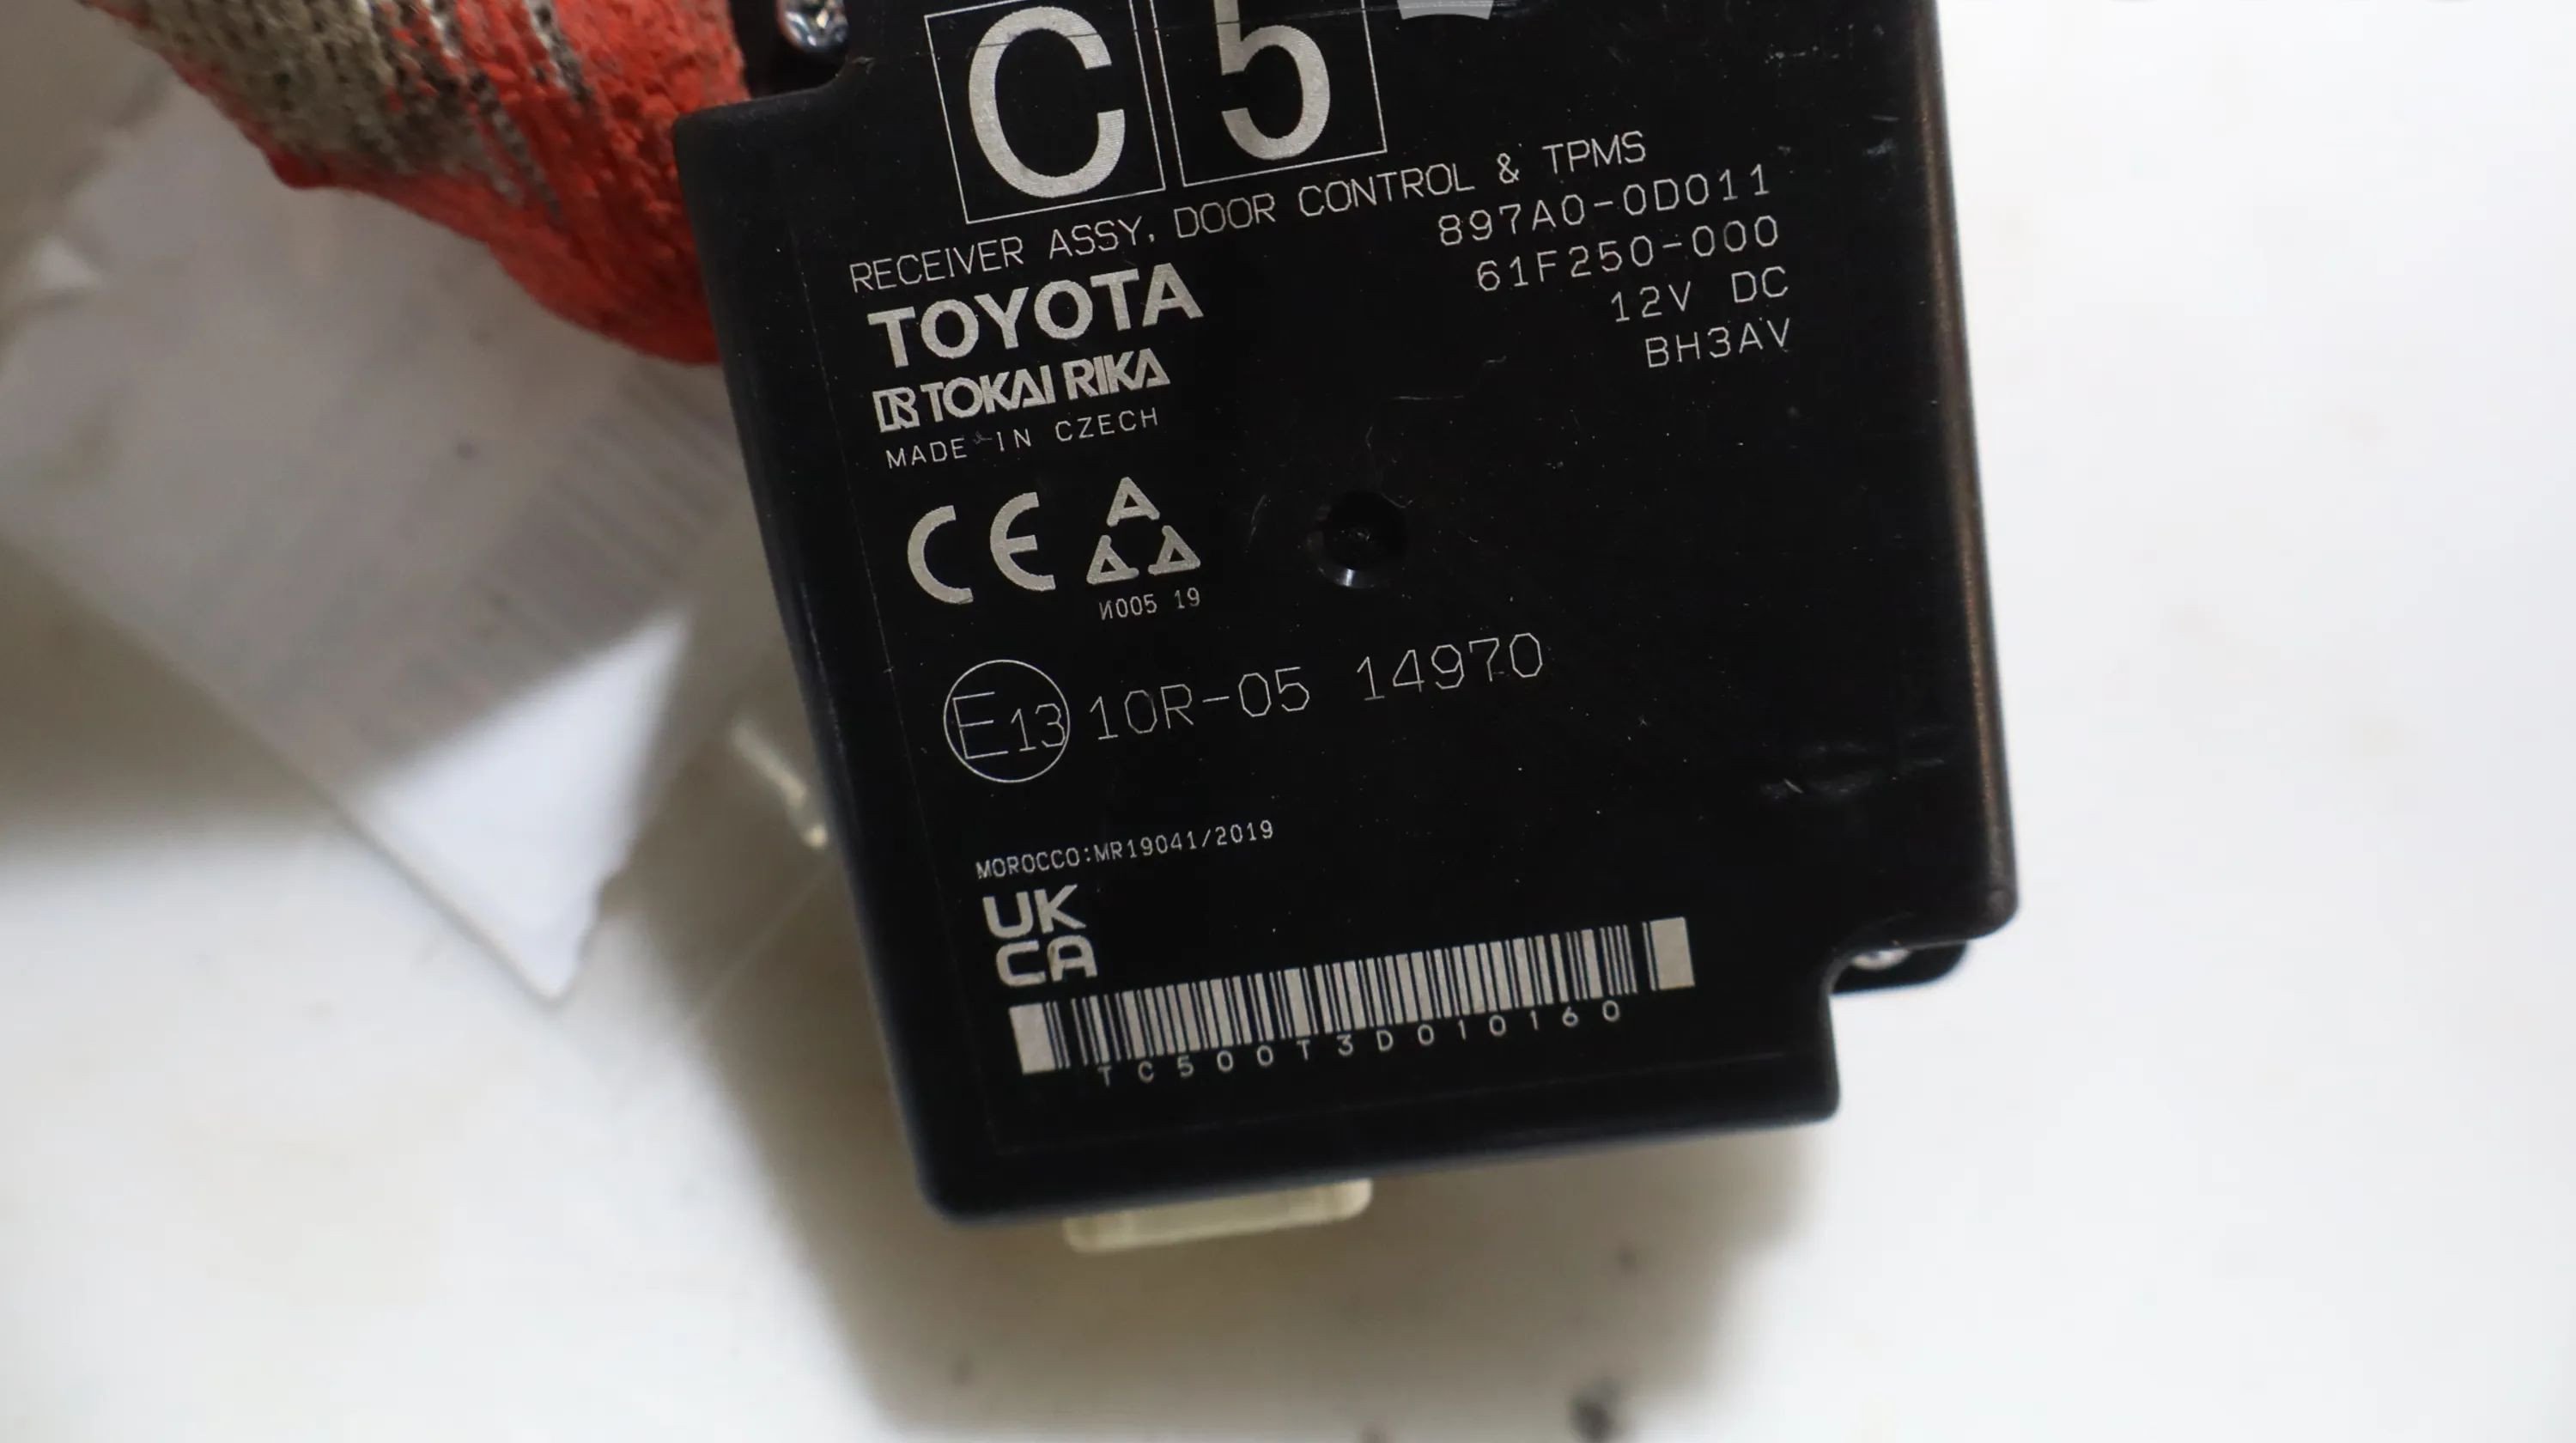 C 5
RECEIVER ASSY, DOOR CONTROL & TPMS
897A0-0D011
61F250-000
12V DC
BH3AV
TOYOTA
TOKAI RIKA
MADE IN CZECH
CE
И005 19
E13 10R-05 14970
MOROCCO:MR19041/2019
UK
CA
TC500T3D010160